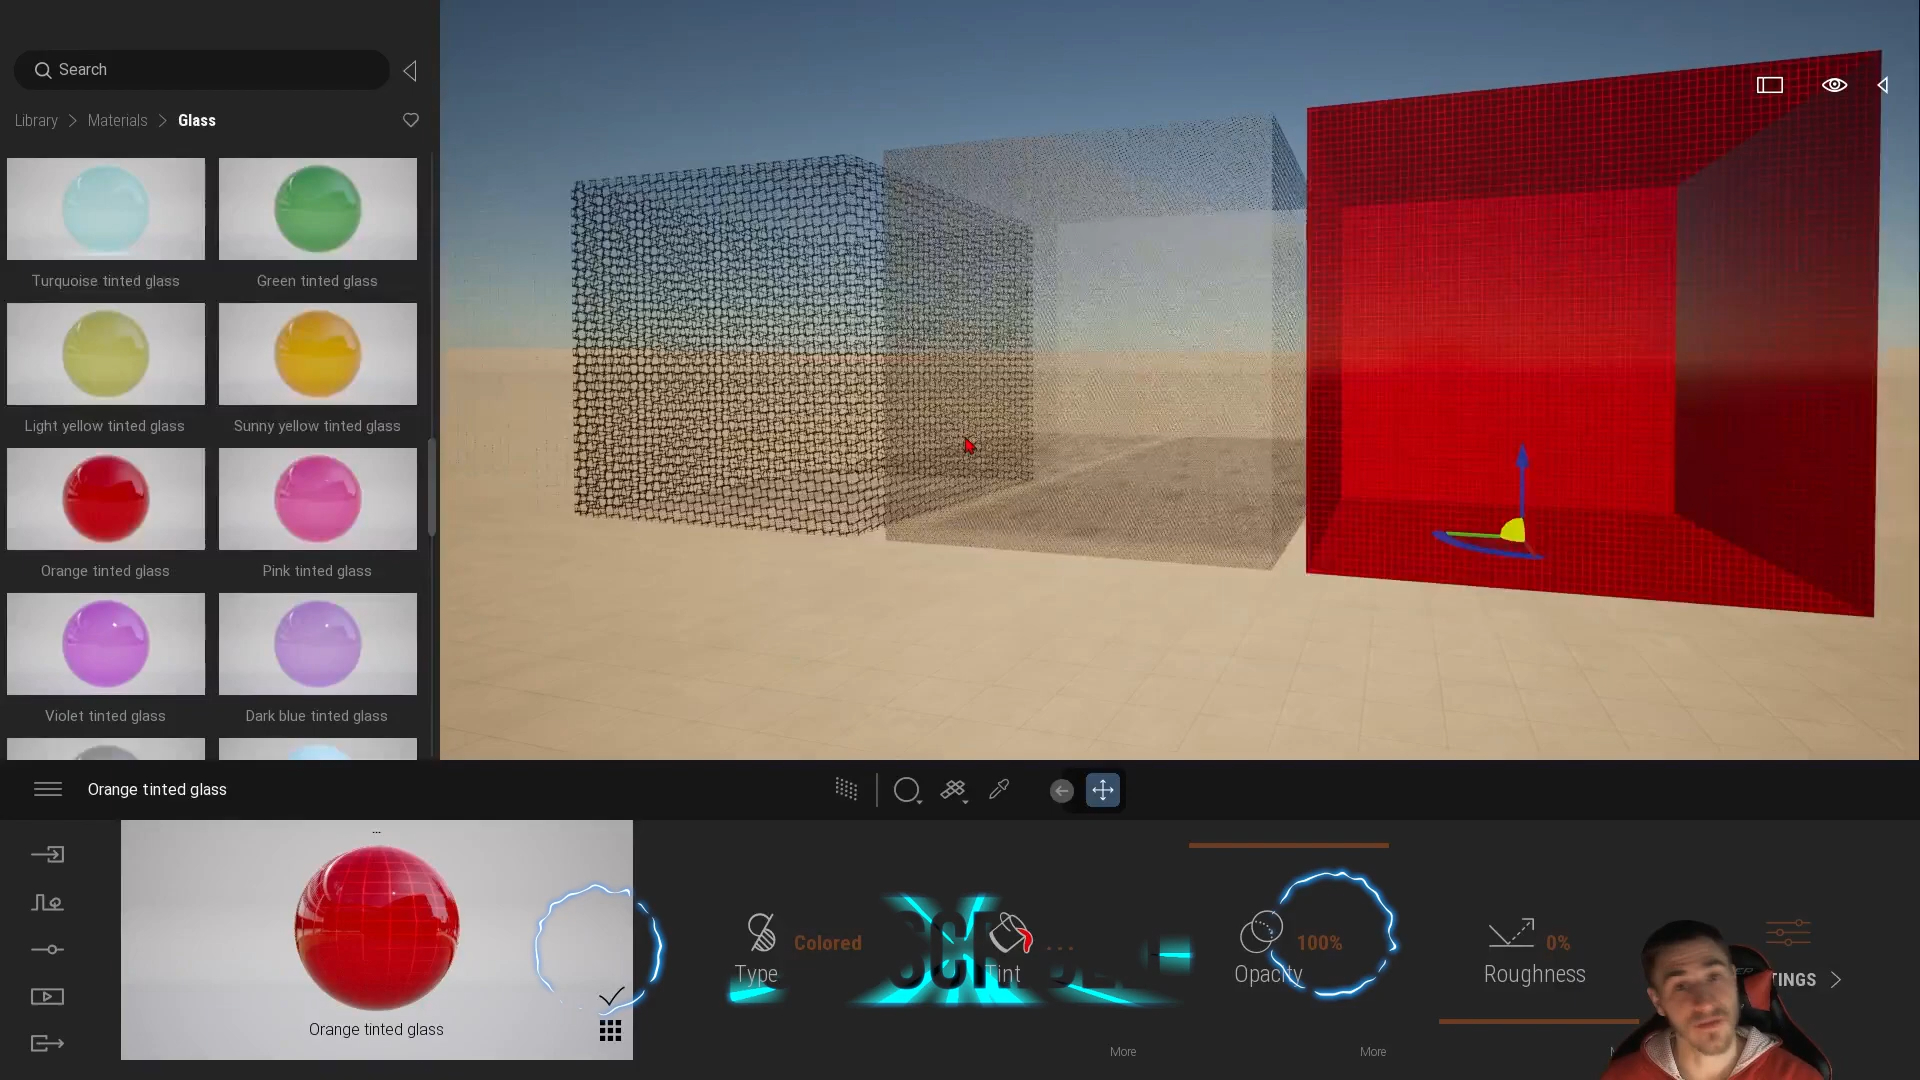 Search
Library
Materials
Glass
Turquoise tinted glass
Green tinted glass
Light yellow tinted glass
Sunny yellow tinted glass
Orange tinted glass
Pink tinted glass
Violet tinted glass
Dark blue tinted glass
Orange tinted glass
...
Orange tinted glass
Type
Colored
Tint
...
Opacity
100%
Roughness
0%
More
More